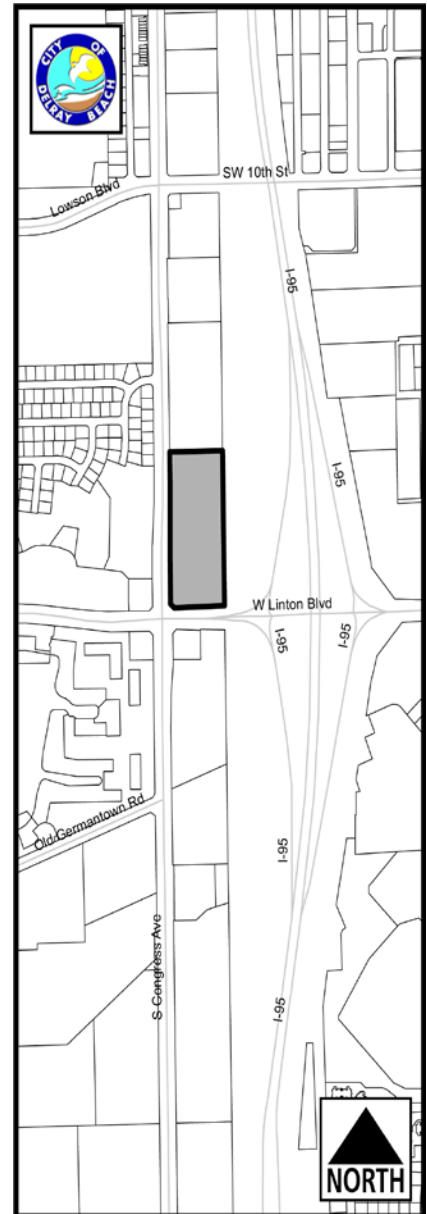 CITY OF
DELRAY BEACH
SW 10th St
Lowson Blvd
I-95
I-95
W Linton Blvd
I-95
I-95
Old Germantown Rd
I-95
S Congress Ave
I-95
NORTH